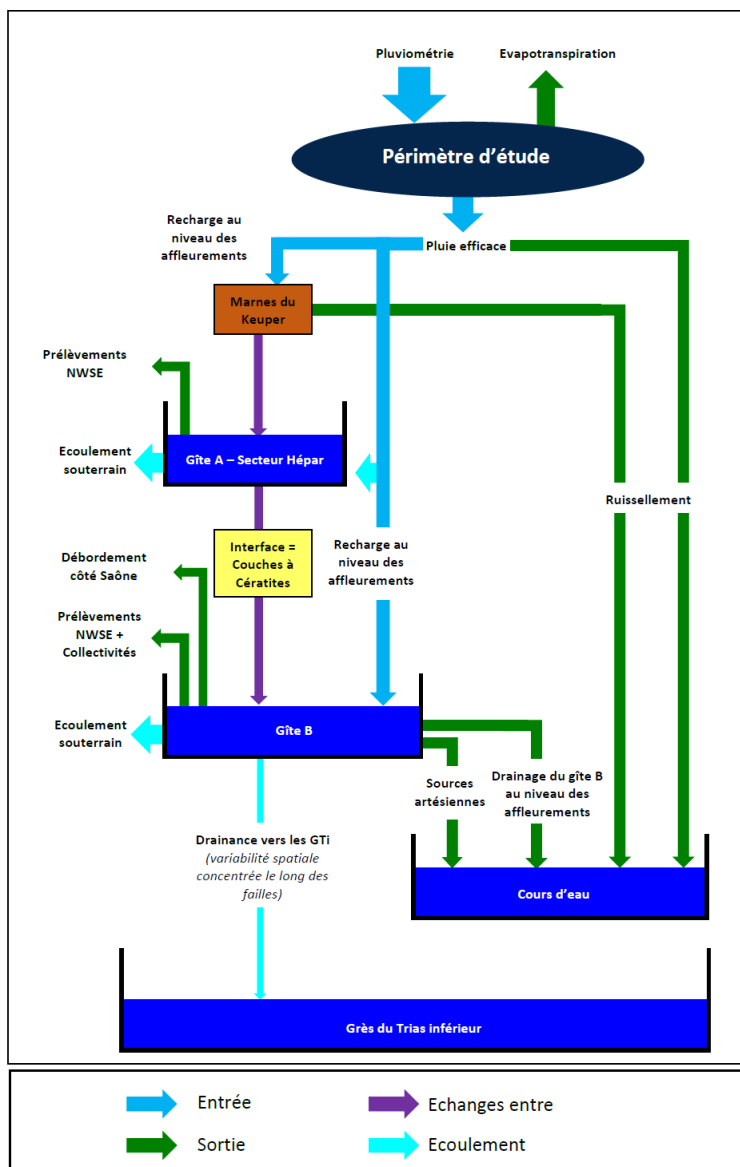 Pluviométrie
Evapotranspiration
Périmètre d’étude
Recharge au
niveau des
affleurements
Pluie efficace
Marnes du
Keuper
Prélèvements
NWSE
Gîte A – Secteur Hépar
Ecoulement
souterrain
Ruissellement
Interface =
Couches à
Cératites
Recharge au
niveau des
affleurements
Débordement
côté Saône
Prélèvements
NWSE +
Collectivités
Ecoulement
souterrain
Gîte B
Sources
artésiennes
Drainage du gîte B
au niveau des
affleurements
Drainance vers les GTi
(variabilité spatiale
concentrée le long des
failles)
Cours d’eau
Grès du Trias inférieur
Entrée
Echanges entre
Sortie
Ecoulement